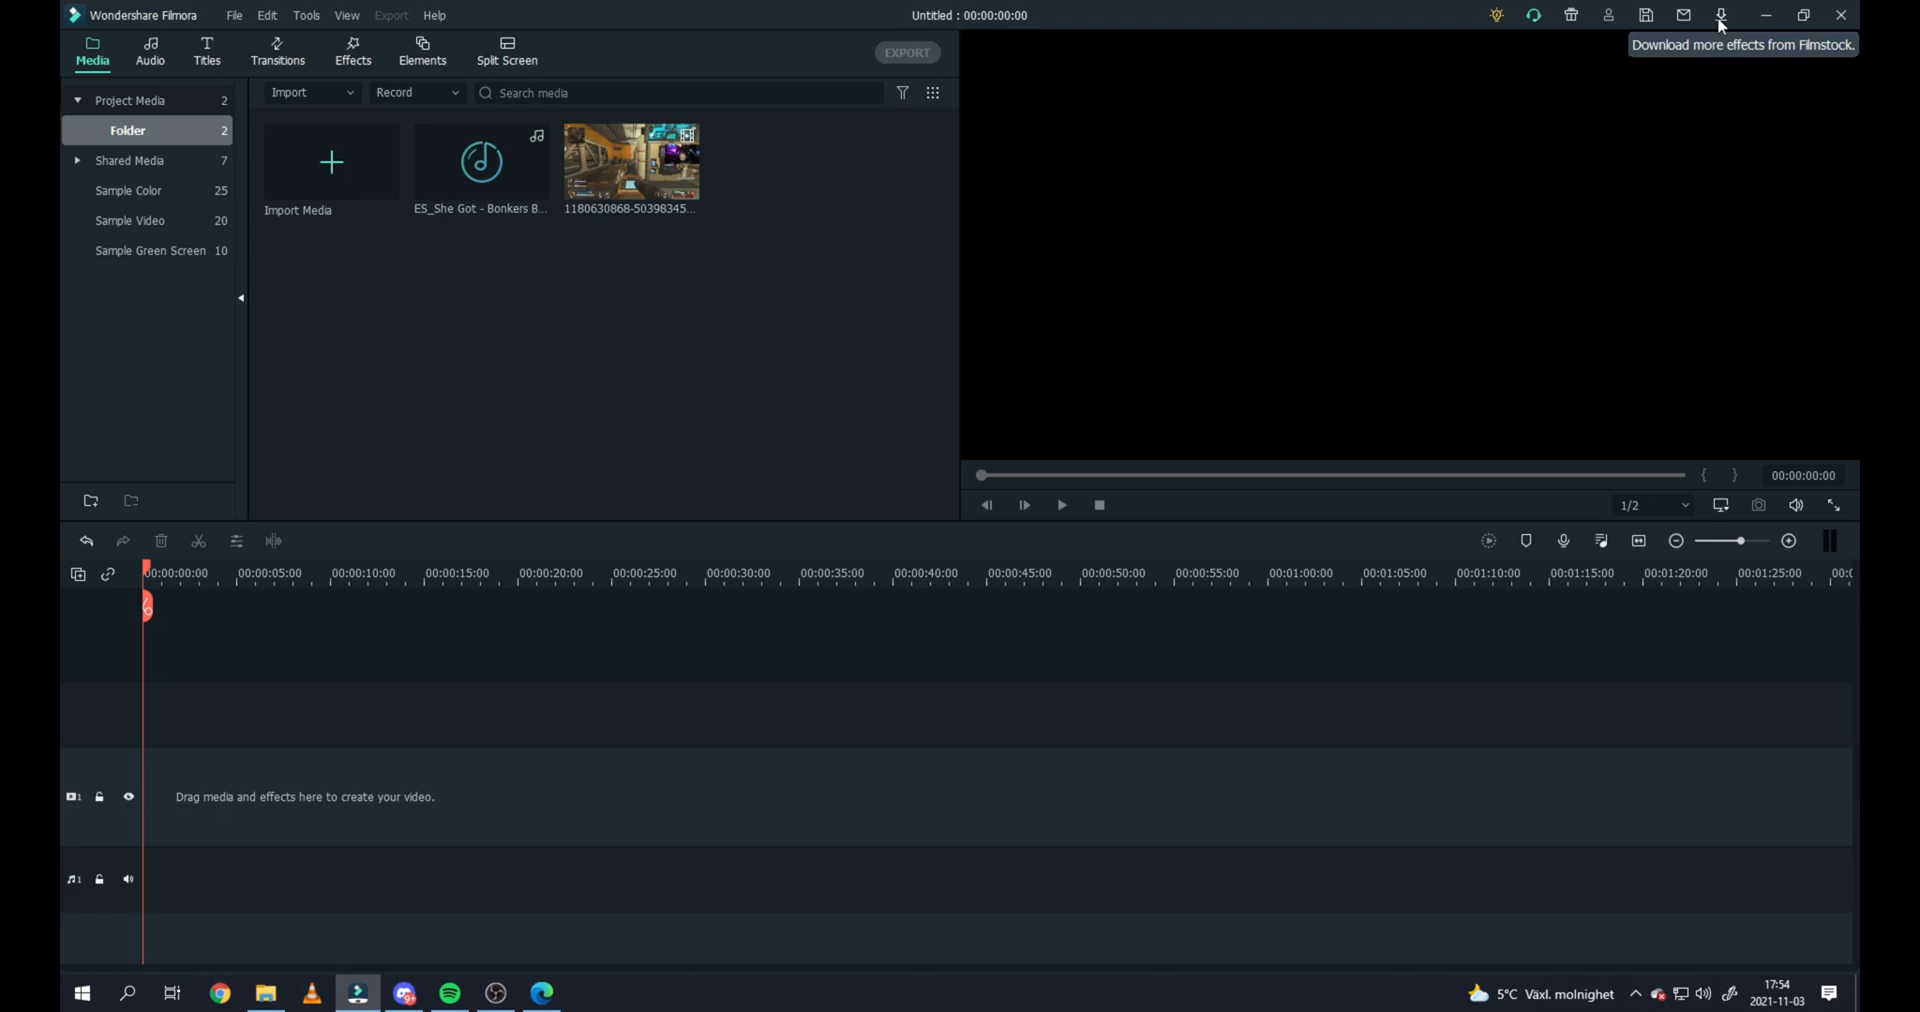 Wondershare Filmora File Edit Tools View Export Help Untitled : 00:00:00:00
Download more effects from Filmstock.
Media Audio Titles Transitions Effects Elements Split Screen EXPORT
Project Media 2
Folder 2
Shared Media 7
Sample Color 25
Sample Video 20
Sample Green Screen 10
Import Record Search media
Import Media
ES_She Got - Bonkers B...
1180630868-50398345...
00:00:00:00
1/2
00:00:00:00 00:00:05:00 00:00:10:00 00:00:15:00 00:00:20:00 00:00:25:00 00:00:30:00 00:00:35:00 00:00:40:00 00:00:45:00 00:00:50:00 00:00:55:00 00:01:00:00 00:01:05:00 00:01:10:00 00:01:15:00 00:01:20:00 00:01:25:00 00:0
1 Drag media and effects here to create your video.
1
9+
5°C Växl. molnighet
17:54
2021-11-03